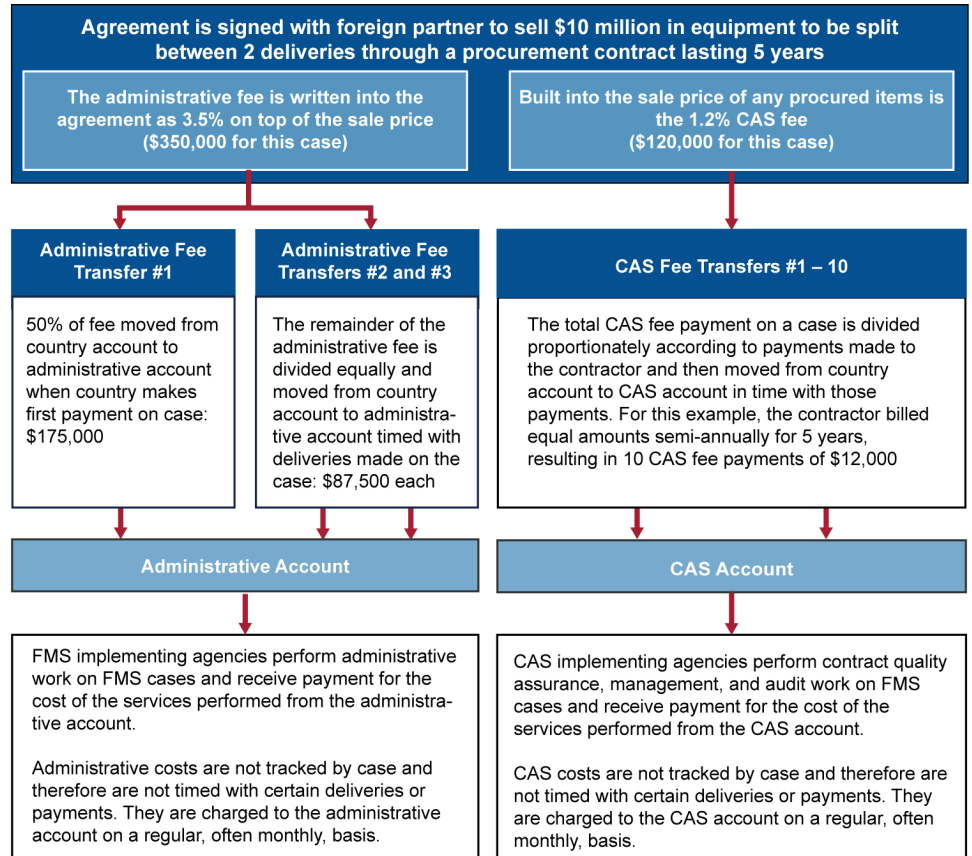 Agreement is signed with foreign partner to sell $10 million in equipment to be split
between 2 deliveries through a procurement contract lasting 5 years
The administrative fee is written into the
agreement as 3.5% on top of the sale price
($350,000 for this case)
Built into the sale price of any procured items is
the 1.2% CAS fee
($120,000 for this case)
Administrative Fee
Transfer #1
50% of fee moved from
country account to
administrative account
when country makes
first payment on case:
$175,000
Administrative Fee
Transfers #2 and #3
The remainder of the
administrative fee is
divided equally and
moved from country
account to administra-
tive account timed with
deliveries made on the
case: $87,500 each
CAS Fee Transfers #1 – 10
The total CAS fee payment on a case is divided
proportionately according to payments made to
the contractor and then moved from country
account to CAS account in time with those
payments. For this example, the contractor billed
equal amounts semi-annually for 5 years,
resulting in 10 CAS fee payments of $12,000
Administrative Account
CAS Account
FMS implementing agencies perform administrative
work on FMS cases and receive payment for the
cost of the services performed from the administra-
tive account.
Administrative costs are not tracked by case and
therefore are not timed with certain deliveries or
payments. They are charged to the administrative
account on a regular, often monthly, basis.
CAS implementing agencies perform contract quality
assurance, management, and audit work on FMS
cases and receive payment for the cost of the
services performed from the CAS account.
CAS costs are not tracked by case and therefore are
not timed with certain deliveries or payments. They
are charged to the CAS account on a regular, often
monthly, basis.